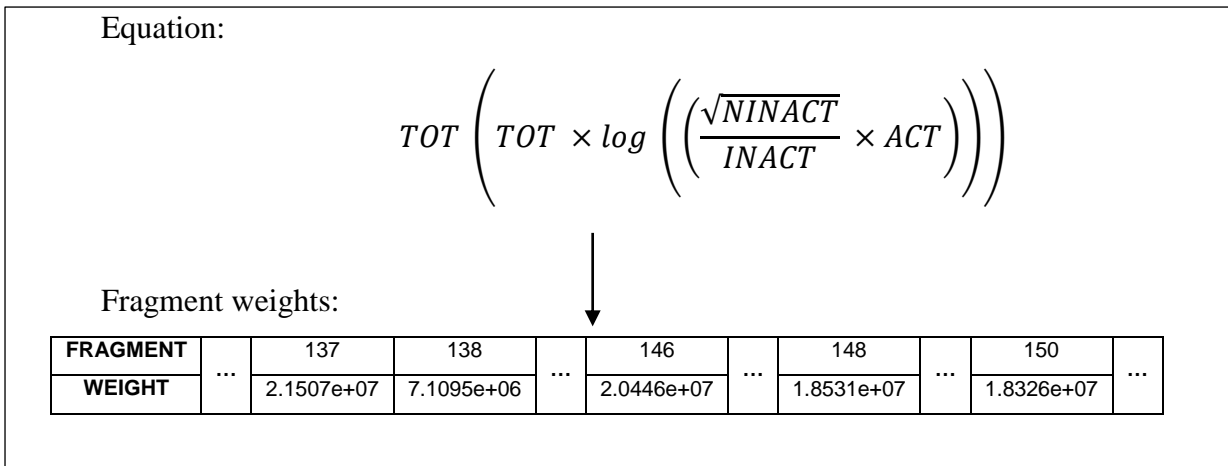 Equation:
TOT(TOT × log(((√NINACT / INACT) × ACT)))
Fragment weights:
FRAGMENT ... 137 138 ... 146 ... 148 ... 150 ...
WEIGHT 2.1507e+07 7.1095e+06 2.0446e+07 1.8531e+07 1.8326e+07